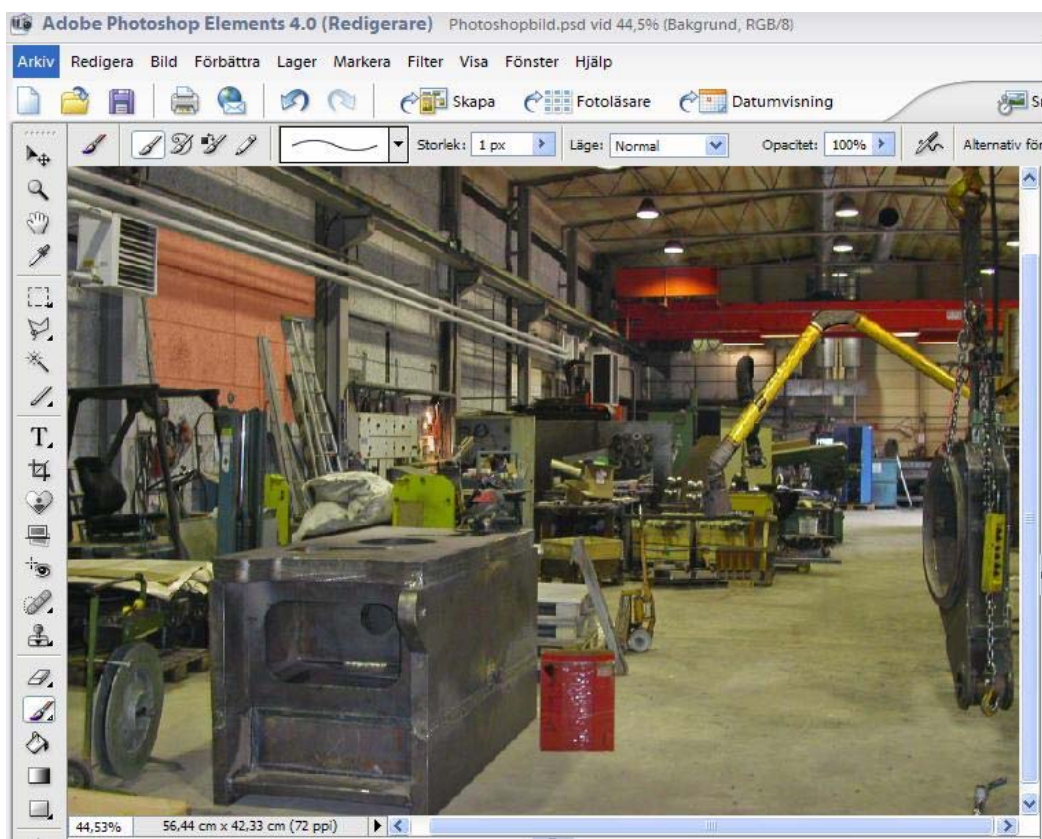 Adobe Photoshop Elements 4.0 (Redigerare) Photoshopbild.psd vid 44,5% (Bakgrund, RGB/8)
Arkiv Redigera Bild Förbättra Lager Markera Filter Visa Fönster Hjälp
Skapa Fotoläsare Datumvisning
Storlek: 1 px Läge: Normal Opacitet: 100% Alternativ för
44,53% 56,44 cm x 42,33 cm (72 ppi)